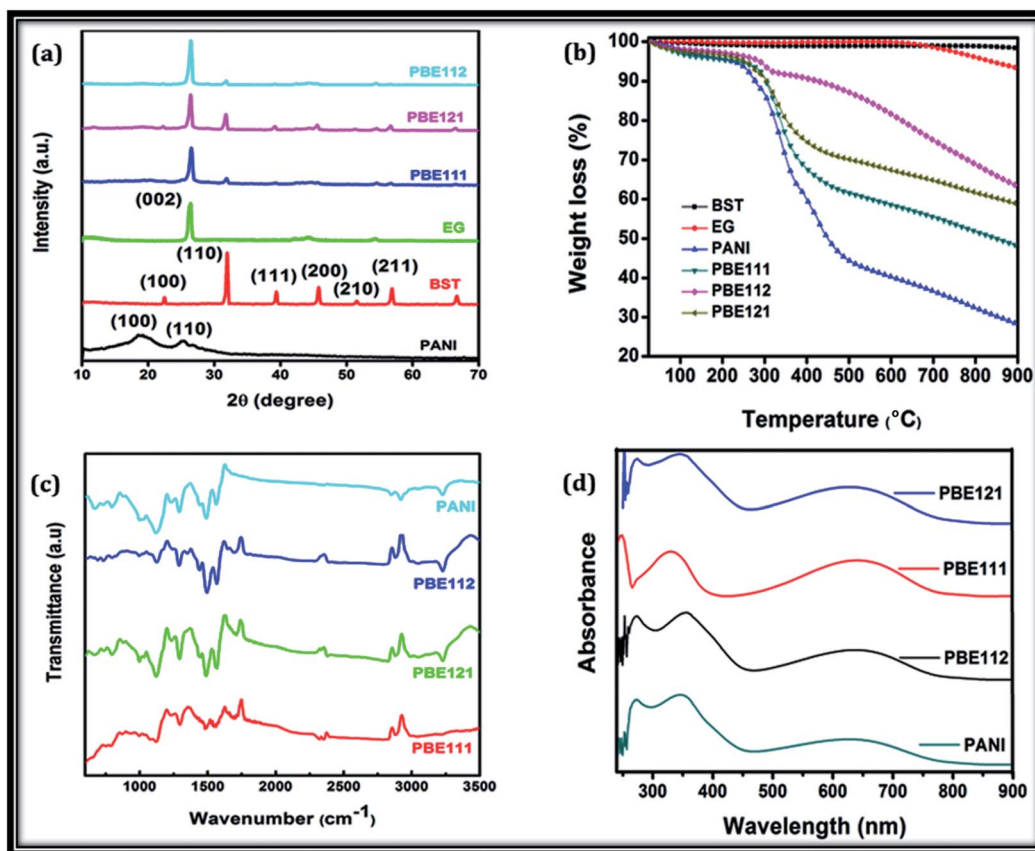 (a)
Intensity (a.u.)
PBE112
PBE121
PBE111
(002)
EG
(110)
(100)
(111)
(200)
(210)
(211)
BST
(100)
(110)
PANI
10 20 30 40 50 60 70
2θ (degree)
(b)
Weight loss (%)
100
90
80
70
60
50
40
30
20
BST
EG
PANI
PBE111
PBE112
PBE121
100 200 300 400 500 600 700 800 900
Temperature (°C)
(c)
Transmittance (a.u)
PANI
PBE112
PBE121
PBE111
1000 1500 2000 2500 3000 3500
Wavenumber (cm⁻¹)
(d)
Absorbance
PBE121
PBE111
PBE112
PANI
300 400 500 600 700 800 900
Wavelength (nm)